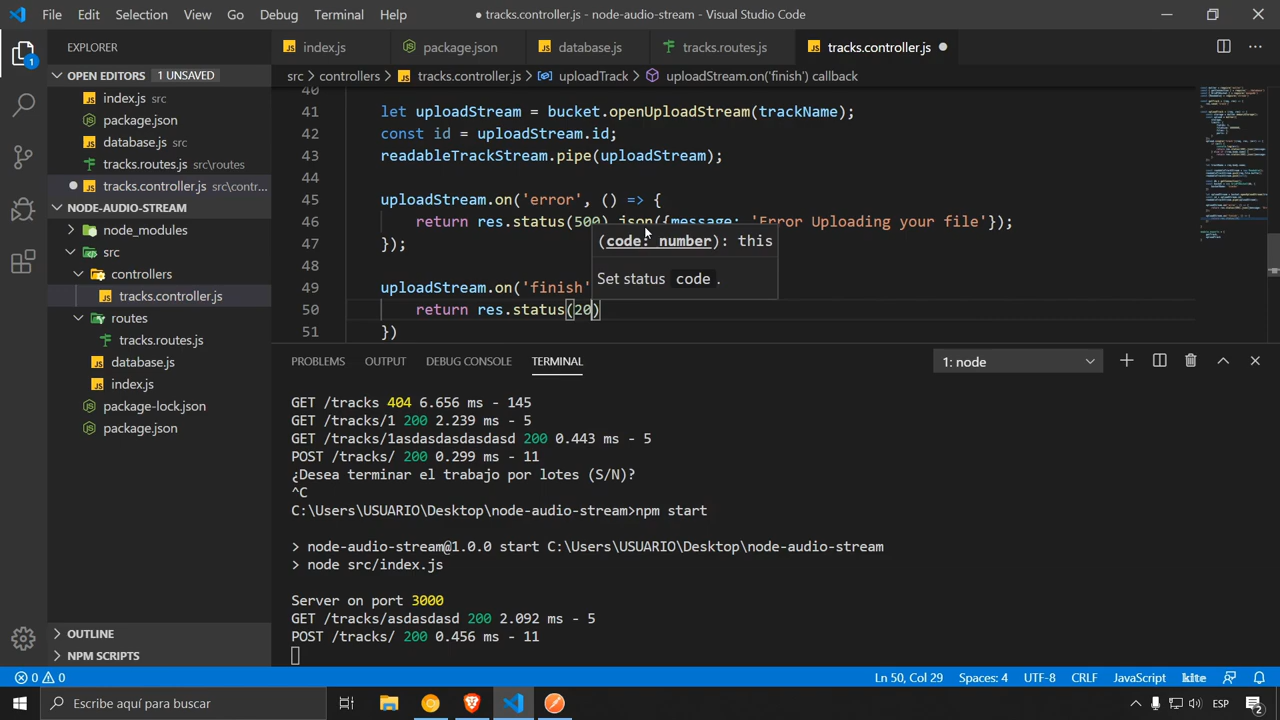 File Edit Selection View Go Debug Terminal Help
● tracks.controller.js - node-audio-stream - Visual Studio Code
EXPLORER
index.js
package.json
database.js
tracks.routes.js
tracks.controller.js
OPEN EDITORS 1 UNSAVED
index.js src
package.json
database.js src
tracks.routes.js src\routes
tracks.controller.js src\contr...
NODE-AUDIO-STREAM
node_modules
src
controllers
tracks.controller.js
routes
tracks.routes.js
database.js
index.js
package-lock.json
package.json
OUTLINE
NPM SCRIPTS
src > controllers > tracks.controller.js > uploadTrack > uploadStream.on('finish') callback
40
41 let uploadStream = bucket.openUploadStream(trackName);
42 const id = uploadStream.id;
43 readableTrackStream.pipe(uploadStream);
44
45 uploadStream.on('error', () => {
46 return res.status(500).json({message: 'Error Uploading your file'});
47 });
48
49 uploadStream.on('finish'
50 return res.status(20)
51 })
(code: number): this
Set status code.
PROBLEMS OUTPUT DEBUG CONSOLE TERMINAL
1: node
GET /tracks 404 6.656 ms - 145
GET /tracks/1 200 2.239 ms - 5
GET /tracks/1asdasdasdasdasd 200 0.443 ms - 5
POST /tracks/ 200 0.299 ms - 11
¿Desea terminar el trabajo por lotes (S/N)?
^C
C:\Users\USUARIO\Desktop\node-audio-stream>npm start
> node-audio-stream@1.0.0 start C:\Users\USUARIO\Desktop\node-audio-stream
> node src/index.js
Server on port 3000
GET /tracks/asdasdasd 200 2.092 ms - 5
POST /tracks/ 200 0.456 ms - 11
0 0
Ln 50, Col 29 Spaces: 4 UTF-8 CRLF JavaScript kite
Escribe aquí para buscar
ESP
2